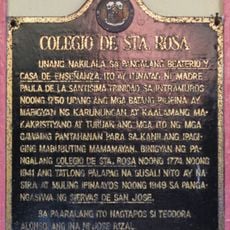 COLEGIO DE STA. ROSA
UNANG NAKILALA SA PANGALANG BEATERIO Y
CASA DE ENSEÑANZA, ITO AY ITINATAG NI MADRE
PAULA DE LA SANTISIMA TRINIDAD SA INTRAMUROS
NOONG 1750 UPANG ANG MGA BATANG PILIPINA AY
MABIGYAN NG KARUNUNGAN AT KAALAMANG
MAKAKRISTIYANO AT TURUAN ANG MGA ITO NG MGA
GAWAING PANTAHANAN PARA SA KANILANG IPAGI-
GING MABUBUTING MAMAMAYAN. BINIGYAN NG PA-
NGALANG COLEGIO DE STA. ROSA NOONG 1774. NOONG
1941 ANG TATLONG PALAPAG NA GUSALI NITO AY NA-
SIRA AT MULING IPINAAYOS NOONG 1949 SA PANGA-
NGASIWA NG SIERVAS DE SAN JOSE.
SA PAARALANG ITO NAGTAPOS SI TEODORA
ALONSO, ANG INA NI JOSE RIZAL.